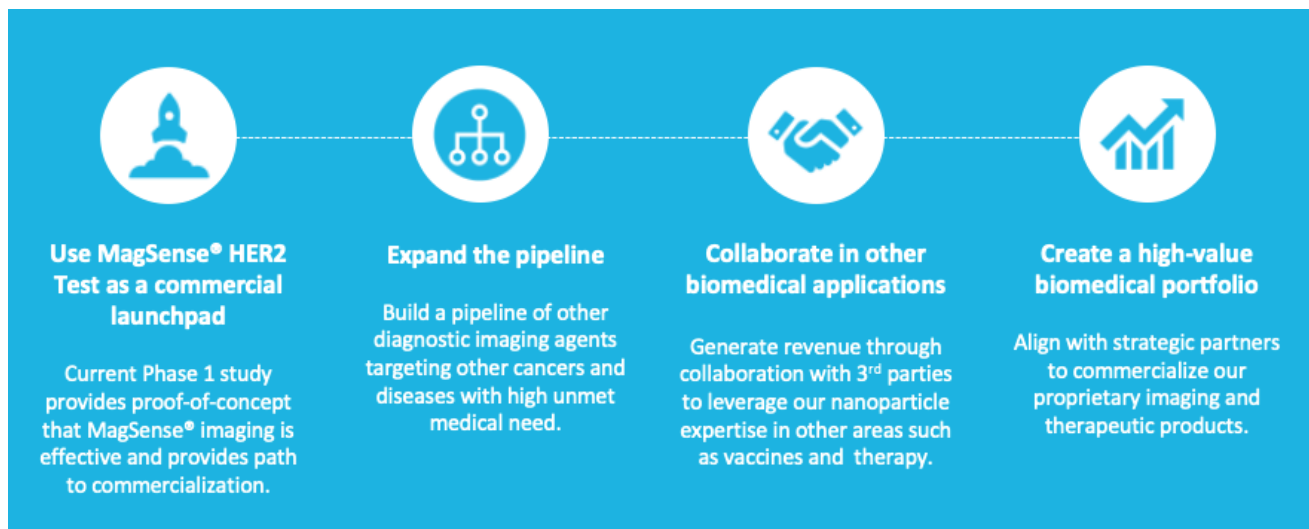 Use MagSense® HER2
Test as a commercial
launchpad
Current Phase 1 study
provides proof-of-concept
that MagSense® imaging is
effective and provides path
to commercialization.
Expand the pipeline
Build a pipeline of other
diagnostic imaging agents
targeting other cancers and
diseases with high unmet
medical need.
Collaborate in other
biomedical applications
Generate revenue through
collaboration with 3rd parties
to leverage our nanoparticle
expertise in other areas such
as vaccines and therapy.
Create a high-value
biomedical portfolio
Align with strategic partners
to commercialize our
proprietary imaging and
therapeutic products.